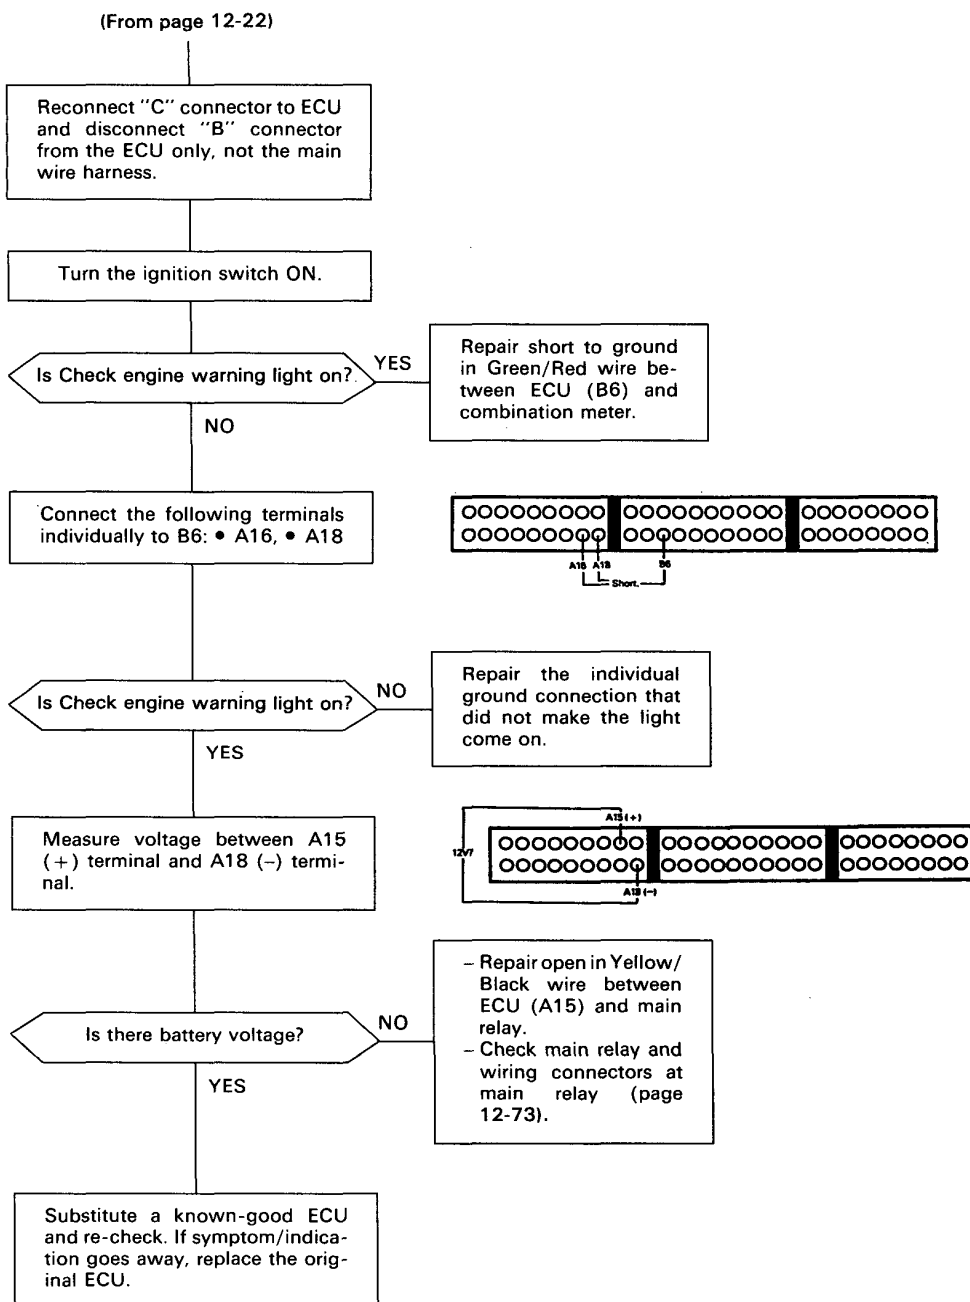 (From page 12-22)
Reconnect "C" connector to ECU
and disconnect "B" connector
from the ECU only, not the main
wire harness.
Turn the ignition switch ON.
Is Check engine warning light on?
YES
Repair short to ground
in Green/Red wire be-
tween ECU (B6) and
combination meter.
NO
Connect the following terminals
individually to B6: • A16, • A18
A16 A18 B6
Short.
Is Check engine warning light on?
NO
Repair the individual
ground connection that
did not make the light
come on.
YES
Measure voltage between A15
(+) terminal and A18 (–) termi-
nal.
A15 (+)
12V?
A18 (–)
Is there battery voltage?
NO
– Repair open in Yellow/
Black wire between
ECU (A15) and main
relay.
– Check main relay and
wiring connectors at
main relay (page
12-73).
YES
Substitute a known-good ECU
and re-check. If symptom/indica-
tion goes away, replace the orig-
inal ECU.